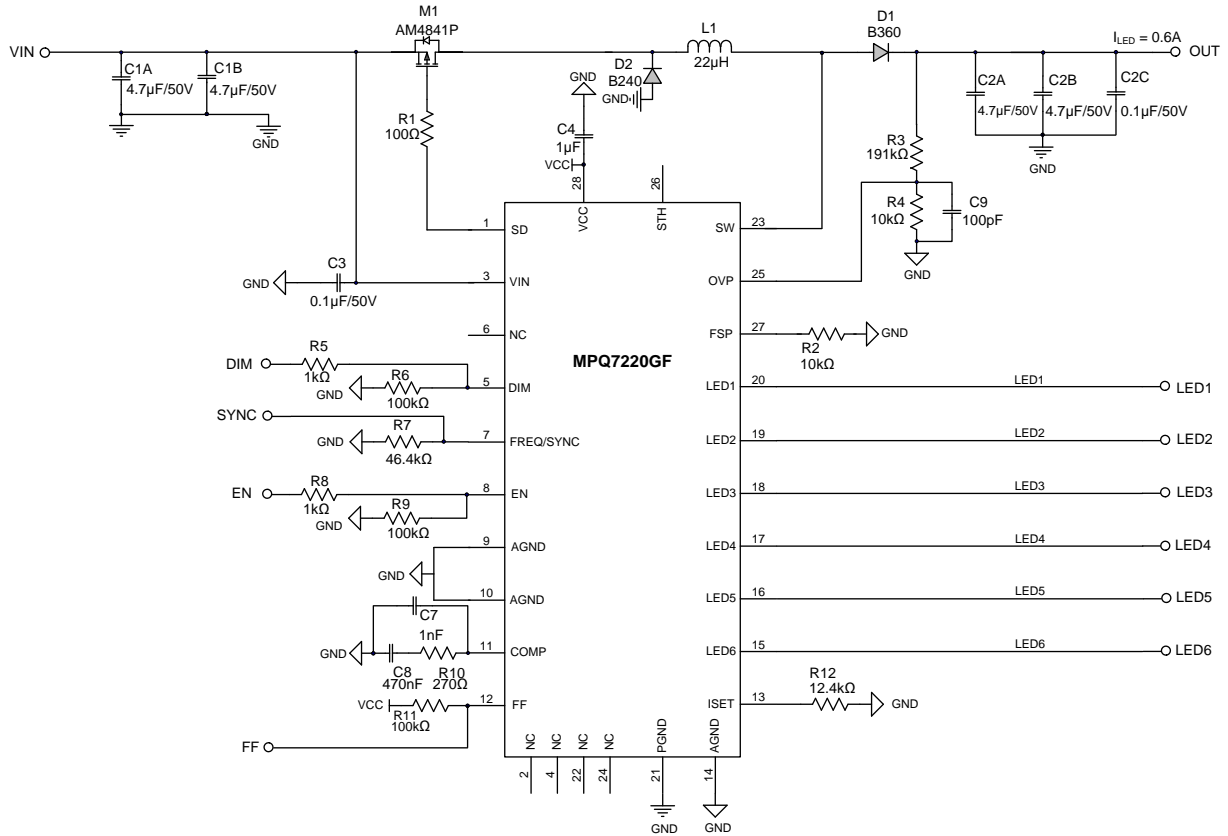 M1
AM4841P
VIN
C1A
4.7µF/50V
C1B
4.7µF/50V
GND
R1
100Ω
GND
C4
1µF
VCC
D2
B240
GND
L1
22µH
D1
B360
ILED = 0.6A
OUT
C2A
4.7µF/50V
C2B
4.7µF/50V
C2C
0.1µF/50V
GND
R3
191kΩ
R4
10kΩ
C9
100pF
GND
28
VCC
26
STH
1
SD
23
SW
GND
C3
0.1µF/50V
3
VIN
25
OVP
6
NC
27
FSP
R2
10kΩ
GND
MPQ7220GF
DIM
R5
1kΩ
GND
R6
100kΩ
5
DIM
LED1
20
LED1
LED1
SYNC
GND
R7
46.4kΩ
7
FREQ/SYNC
LED2
19
LED2
LED2
EN
R8
1kΩ
8
EN
GND
R9
100kΩ
LED3
18
LED3
LED3
9
AGND
GND
10
AGND
LED4
17
LED4
LED4
LED5
16
LED5
LED5
C7
1nF
GND
C8
470nF
R10
270Ω
11
COMP
LED6
15
LED6
LED6
VCC
R11
100kΩ
12
FF
FF
ISET
13
R12
12.4kΩ
GND
NC
2
NC
4
NC
22
NC
24
PGND
21
GND
AGND
14
GND